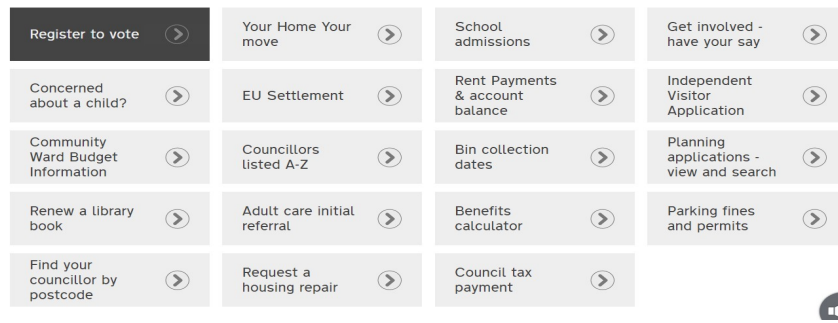 Register to vote
Your Home Your
move
School
admissions
Get involved -
have your say
Concerned
about a child?
EU Settlement
Rent Payments
& account
balance
Independent
Visitor
Application
Community
Ward Budget
Information
Councillors
listed A-Z
Bin collection
dates
Planning
applications -
view and search
Renew a library
book
Adult care initial
referral
Benefits
calculator
Parking fines
and permits
Find your
councillor by
postcode
Request a
housing repair
Council tax
payment